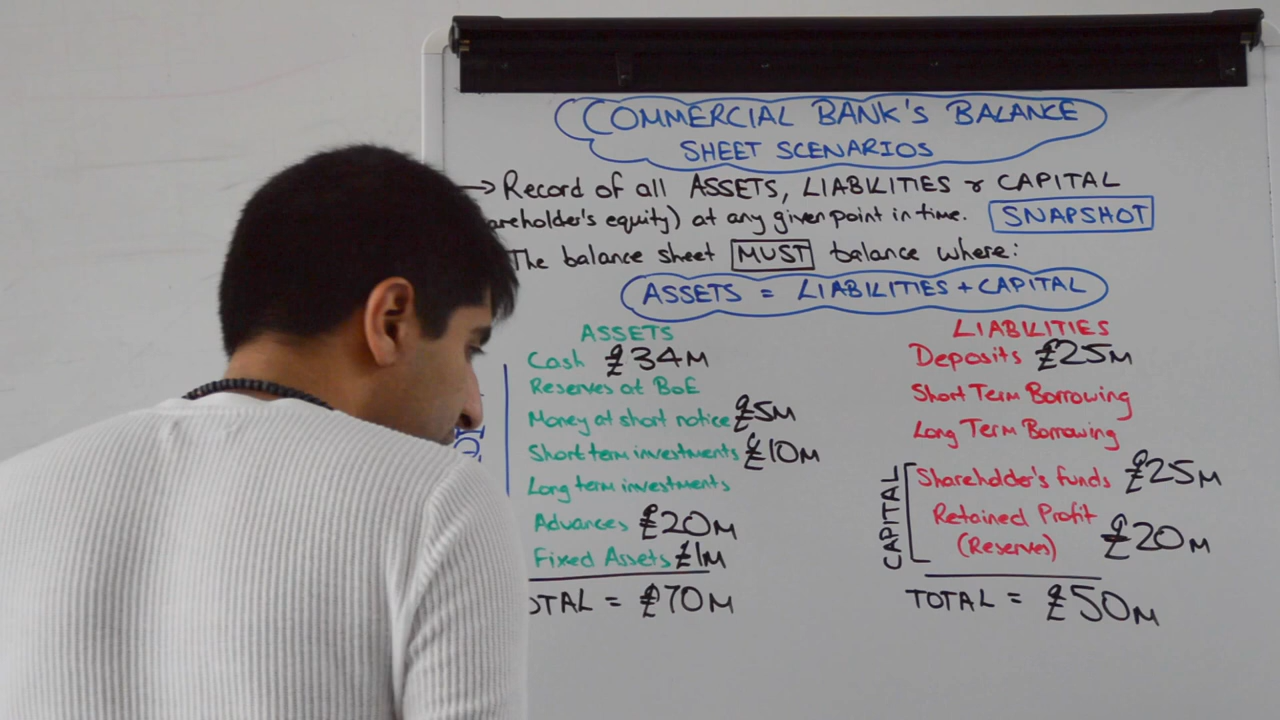 COMMERCIAL BANK'S BALANCE
SHEET SCENARIOS
→ Record of all ASSETS, LIABILITIES & CAPITAL
areholder's equity) at any given point in time. SNAPSHOT
The balance sheet MUST balance where:
ASSETS = LIABILITIES + CAPITAL
ASSETS
Cash £34M
Reserves at BoE
Money at short notice £5M
Short term investments £10M
Long term investments
Advances £20M
Fixed Assets £1M
OTAL = £70M
LIABILITIES
Deposits £25M
Short Term Borrowing
Long Term Borrowing
CAPITAL
Shareholder's funds £25M
Retained Profit
(Reserves) £20M
TOTAL = £50M